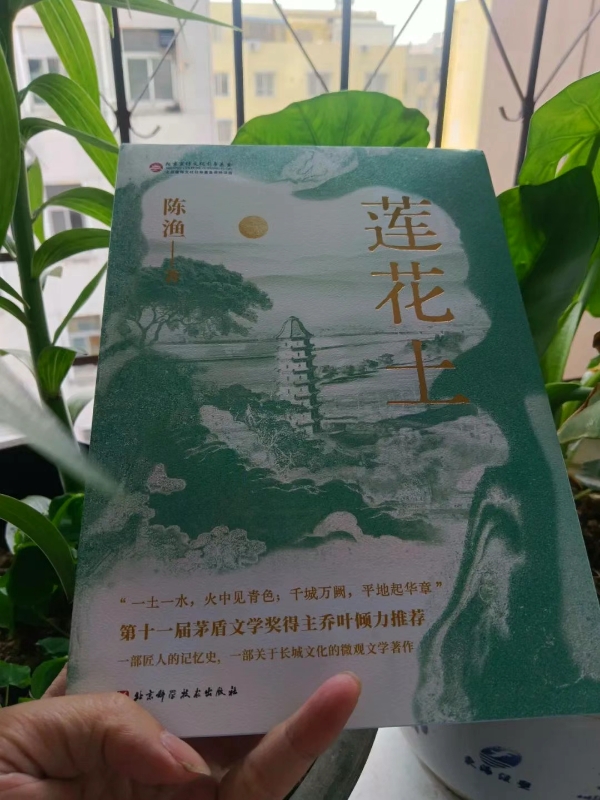 陈渔
莲花土
“一土一水，火中见青色；千城万阙，平地起华章”
第十一届茅盾文学奖得主乔叶倾力推荐
一部匠人的记忆史，一部关于长城文化的微观文学著作
北京科学技术出版社